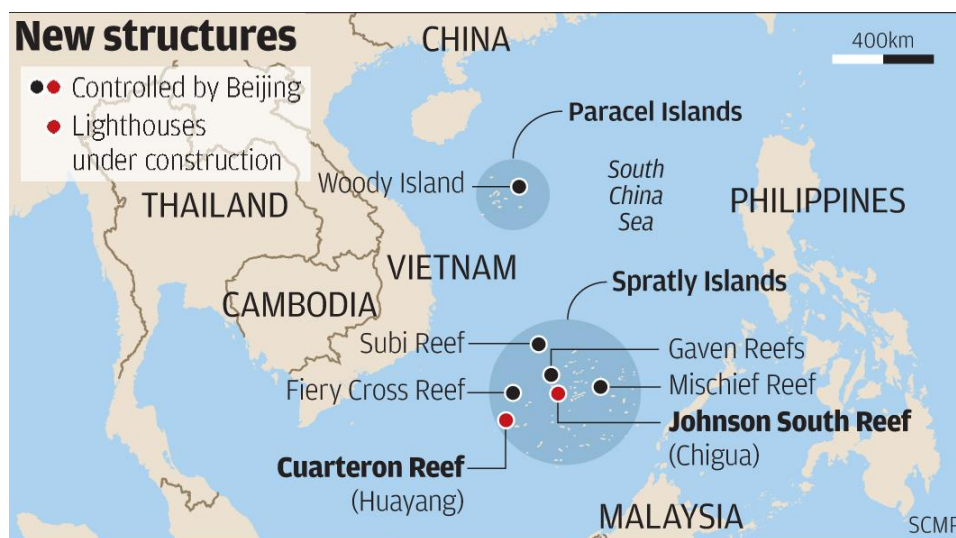 New structures
Controlled by Beijing
Lighthouses
under construction
CHINA
400km
Paracel Islands
Woody Island
South
China
Sea
THAILAND
PHILIPPINES
VIETNAM
CAMBODIA
Spratly Islands
Subi Reef
Gaven Reefs
Fiery Cross Reef
Mischief Reef
Johnson South Reef
(Chigua)
Cuarteron Reef
(Huayang)
MALAYSIA
SCMP